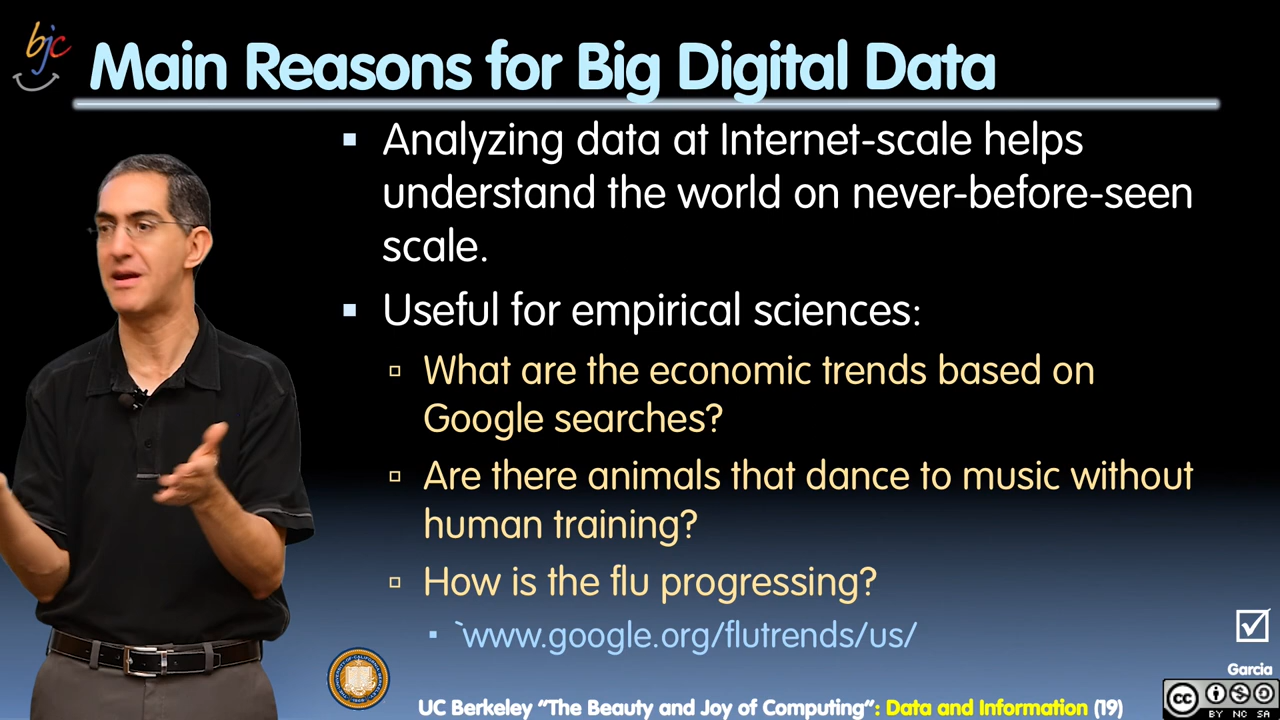 bjc
Main Reasons for Big Digital Data
▪ Analyzing data at Internet-scale helps
understand the world on never-before-seen
scale.
▪ Useful for empirical sciences:
▫ What are the economic trends based on
Google searches?
▫ Are there animals that dance to music without
human training?
▫ How is the flu progressing?
▪ `www.google.org/flutrends/us/
Garcia
UC Berkeley “The Beauty and Joy of Computing”: Data and Information (19)
cc
BY NC SA